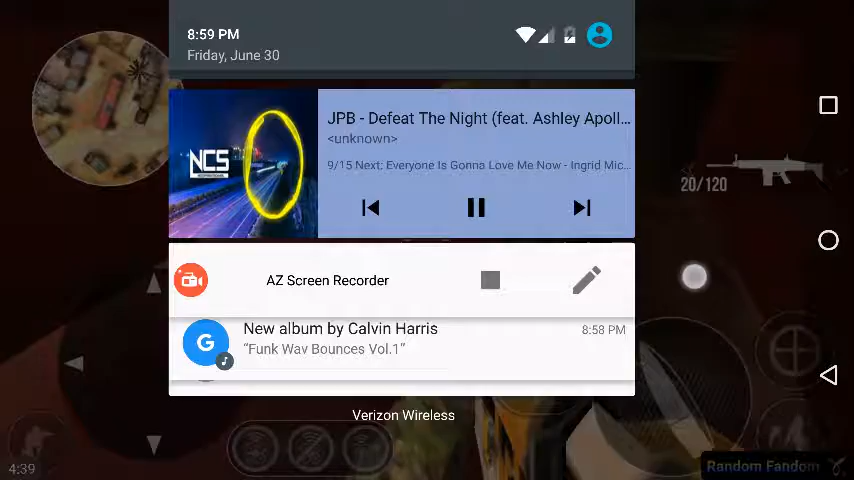 8:59 PM
Friday, June 30
JPB - Defeat The Night (feat. Ashley Apoll...
<unknown>
NCS
9/15 Next: Everyone Is Gonna Love Me Now - Ingrid Mic...
20/120
AZ Screen Recorder
New album by Calvin Harris
8:58 PM
“Funk Wav Bounces Vol.1”
G
Verizon Wireless
4:39
Random Fandom